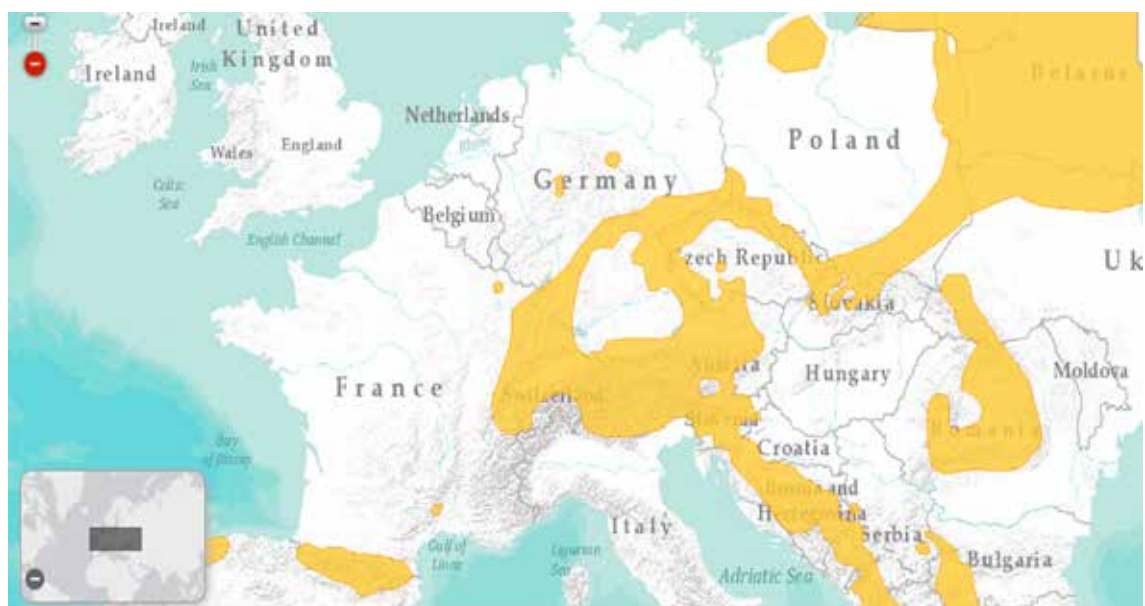 Ireland
United
Kingdom
Ireland
Irish
Sea
Belarus
Netherlands
Poland
Wales
England
Germany
Celtic
Sea
Belgium
English Channel
Czech Republic
Uk
Slovakia
Austria
Hungary
Moldova
France
Switzerland
Slovenia
Romania
Croatia
Bay
of Biscay
Bosnia and
Herzegovina
Italy
Serbia
Gulf of
Lions
Ligurian
Sea
Bulgaria
Adriatic Sea